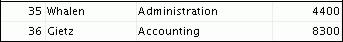 35 Whalen Administration 4400
36 Gietz Accounting 8300